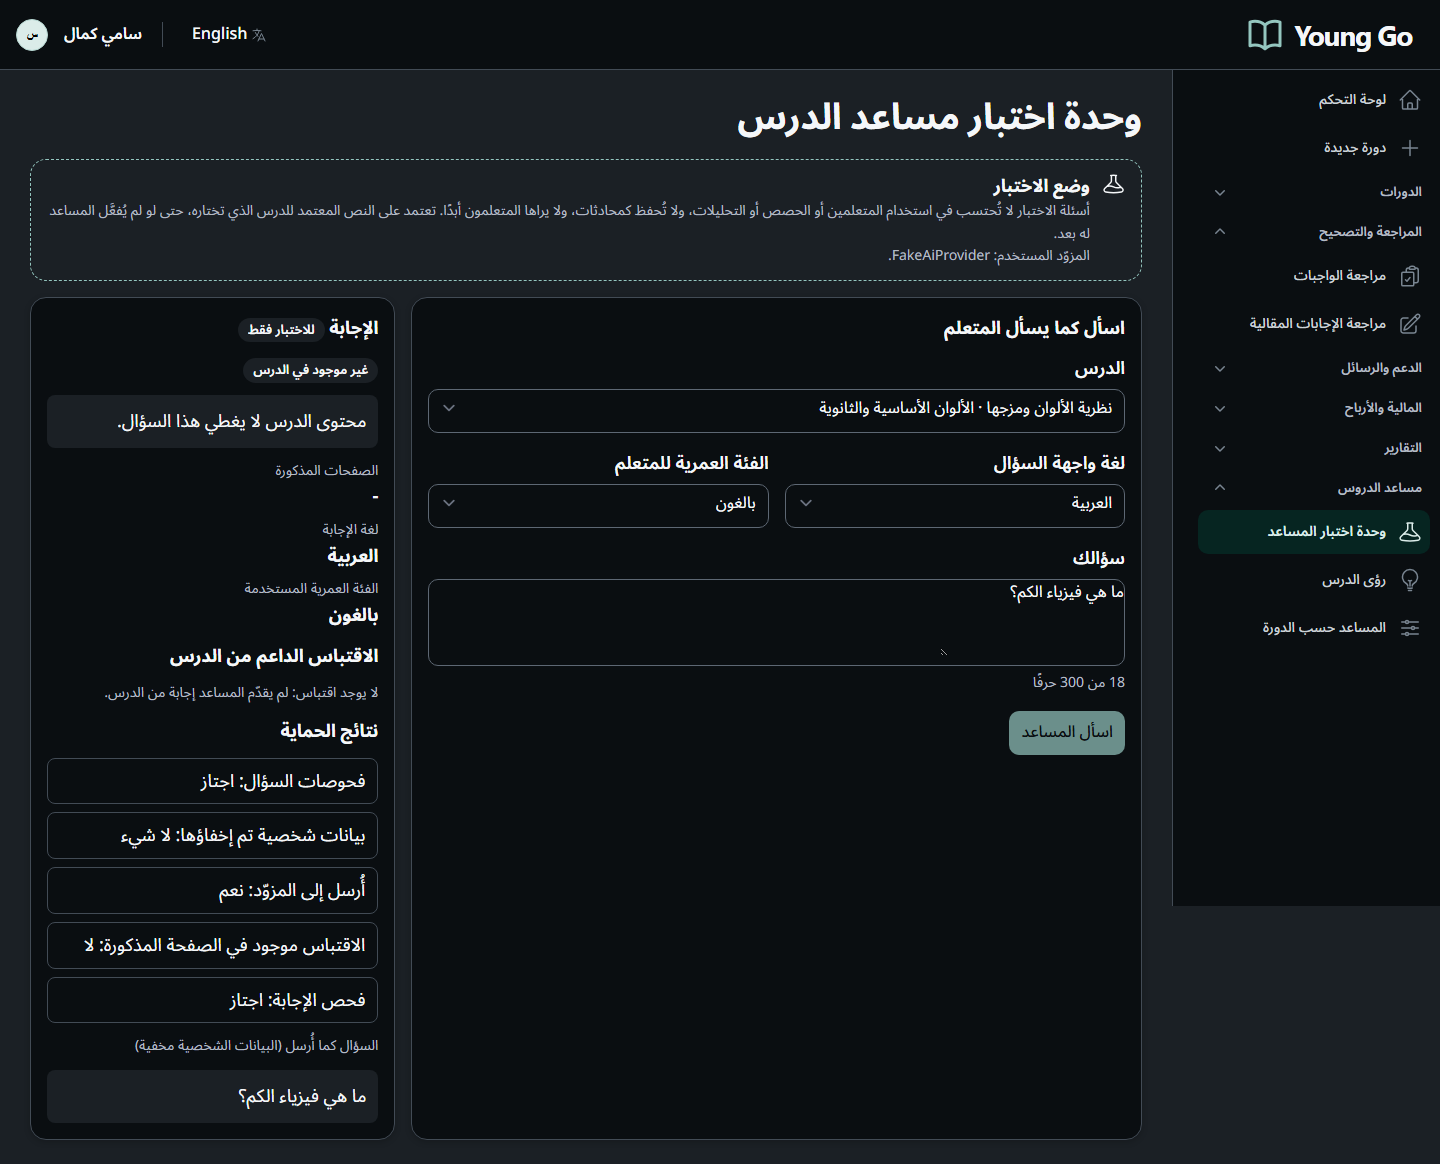 Young Go
English
سامي كمال
س
لوحة التحكم
دورة جديدة
الدورات
المراجعة والتصحيح
مراجعة الواجبات
مراجعة الإجابات المقالية
الدعم والرسائل
المالية والأرباح
التقارير
مساعد الدروس
وحدة اختبار المساعد
رؤى الدرس
المساعد حسب الدورة
وحدة اختبار مساعد الدرس
وضع الاختبار
أسئلة الاختبار لا تُحتسب في استخدام المتعلمين أو الحصص أو التحليلات، ولا تُحفظ كمحادثات، ولا يراها المتعلمون أبدًا. تعتمد على النص المعتمد للدرس الذي تختاره، حتى لو لم يُفعَّل المساعد
له بعد.
المزوّد المستخدم: FakeAiProvider.
اسأل كما يسأل المتعلم
الدرس
نظرية الألوان ومزجها · الألوان الأساسية والثانوية
لغة واجهة السؤال
الفئة العمرية للمتعلم
العربية
بالغون
سؤالك
ما هي فيزياء الكم؟
18 من 300 حرفًا
اسأل المساعد
الإجابة
للاختبار فقط
غير موجود في الدرس
محتوى الدرس لا يغطي هذا السؤال.
الصفحات المذكورة
-
لغة الإجابة
العربية
الفئة العمرية المستخدمة
بالغون
الاقتباس الداعم من الدرس
لا يوجد اقتباس: لم يقدّم المساعد إجابة من الدرس.
نتائج الحماية
فحوصات السؤال: اجتاز
بيانات شخصية تم إخفاؤها: لا شيء
أُرسل إلى المزوّد: نعم
الاقتباس موجود في الصفحة المذكورة: لا
فحص الإجابة: اجتاز
السؤال كما أُرسل (البيانات الشخصية مخفية)
ما هي فيزياء الكم؟